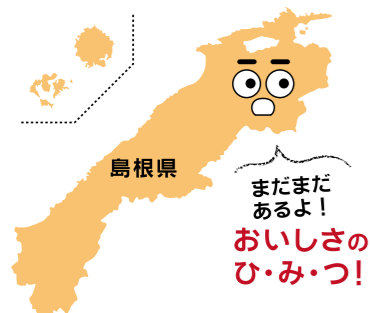 島根県
まだまだ
あるよ！
おいしさの
ひ・み・つ！